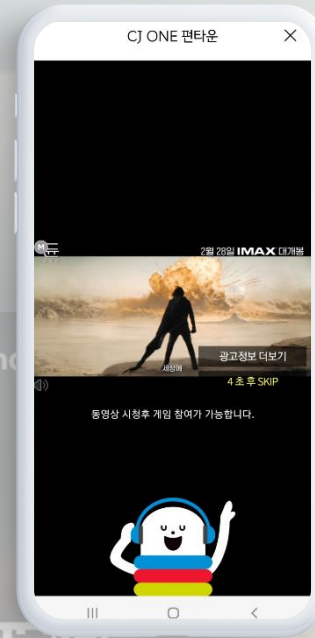 CJ ONE 편타운
2월 28일 IMAX 대개봉
세상에
광고정보 더보기
4초 후 SKIP
동영상 시청후 게임 참여가 가능합니다.